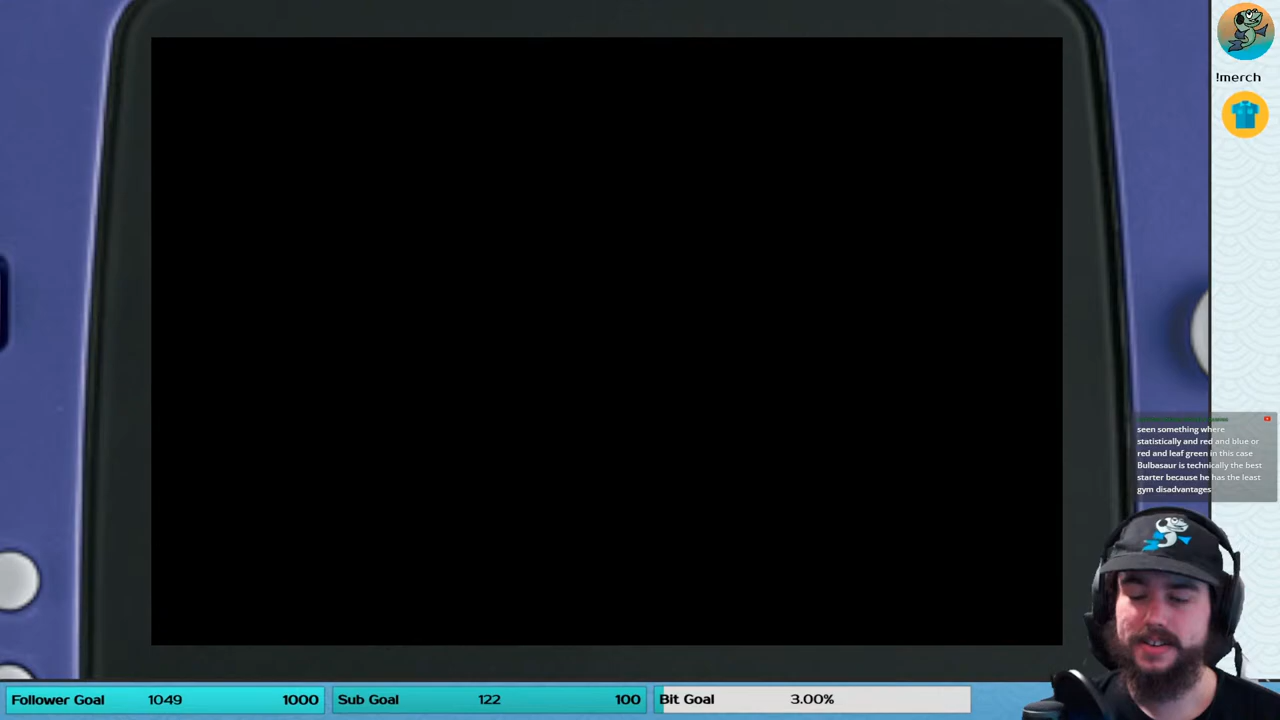 !merch
seen something where
statistically and red and blue or
red and leaf green in this case
Bulbasaur is technically the best
starter because he has the least
gym disadvantages
Follower Goal 1049 1000 Sub Goal 122 100 Bit Goal 3.00%